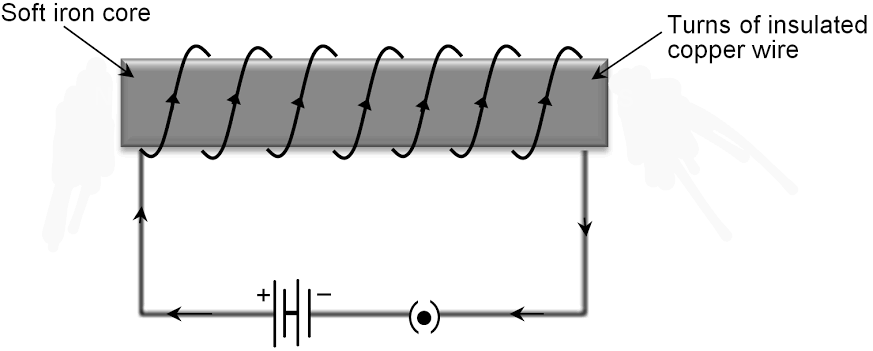 Soft iron core
Turns of insulated
copper wire
+ −